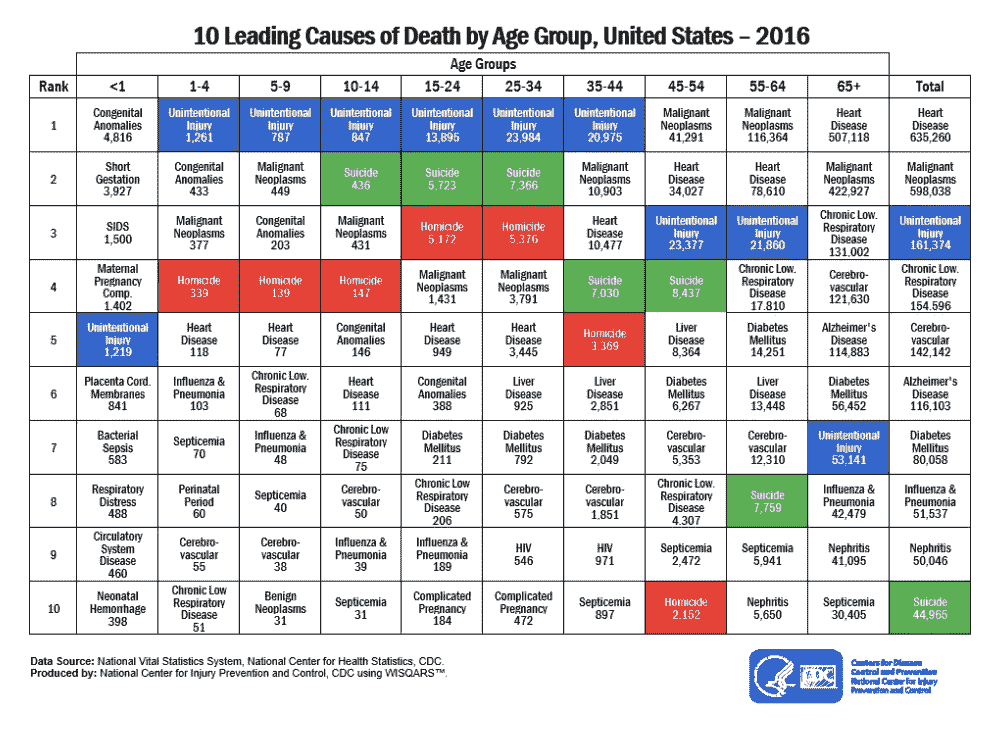 10 Leading Causes of Death by Age Group, United States – 2016
Age Groups
Rank <1 1-4 5-9 10-14 15-24 25-34 35-44 45-54 55-64 65+ Total
1
Congenital
Anomalies
4,816
Unintentional
Injury
1,261
Unintentional
Injury
787
Unintentional
Injury
847
Unintentional
Injury
13,895
Unintentional
Injury
23,984
Unintentional
Injury
20,975
Malignant
Neoplasms
41,291
Malignant
Neoplasms
116,364
Heart
Disease
507,118
Heart
Disease
635,260
2
Short
Gestation
3,927
Congenital
Anomalies
433
Malignant
Neoplasms
449
Suicide
436
Suicide
5,723
Suicide
7,366
Malignant
Neoplasms
10,903
Heart
Disease
34,027
Heart
Disease
78,610
Malignant
Neoplasms
422,927
Malignant
Neoplasms
598,038
3
SIDS
1,500
Malignant
Neoplasms
377
Congenital
Anomalies
203
Malignant
Neoplasms
431
Homicide
5,172
Homicide
5,376
Heart
Disease
10,477
Unintentional
Injury
23,377
Unintentional
Injury
21,860
Chronic Low.
Respiratory
Disease
131,002
Unintentional
Injury
161,374
4
Maternal
Pregnancy
Comp.
1,402
Homicide
339
Homicide
139
Homicide
147
Malignant
Neoplasms
1,431
Malignant
Neoplasms
3,791
Suicide
7,030
Suicide
8,437
Chronic Low.
Respiratory
Disease
17,810
Cerebro-
vascular
121,630
Chronic Low.
Respiratory
Disease
154,596
5
Unintentional
Injury
1,219
Heart
Disease
118
Heart
Disease
77
Congenital
Anomalies
146
Heart
Disease
949
Heart
Disease
3,445
Homicide
3,369
Liver
Disease
8,364
Diabetes
Mellitus
14,251
Alzheimer's
Disease
114,883
Cerebro-
vascular
142,142
6
Placenta Cord.
Membranes
841
Influenza &
Pneumonia
103
Chronic Low.
Respiratory
Disease
68
Heart
Disease
111
Congenital
Anomalies
388
Liver
Disease
925
Liver
Disease
2,851
Diabetes
Mellitus
6,267
Liver
Disease
13,448
Diabetes
Mellitus
56,452
Alzheimer's
Disease
116,103
7
Bacterial
Sepsis
583
Septicemia
70
Influenza &
Pneumonia
48
Chronic Low
Respiratory
Disease
75
Diabetes
Mellitus
211
Diabetes
Mellitus
792
Diabetes
Mellitus
2,049
Cerebro-
vascular
5,353
Cerebro-
vascular
12,310
Unintentional
Injury
53,141
Diabetes
Mellitus
80,058
8
Respiratory
Distress
488
Perinatal
Period
60
Septicemia
40
Cerebro-
vascular
50
Chronic Low
Respiratory
Disease
206
Cerebro-
vascular
575
Cerebro-
vascular
1,851
Chronic Low.
Respiratory
Disease
4,307
Suicide
7,759
Influenza &
Pneumonia
42,479
Influenza &
Pneumonia
51,537
9
Circulatory
System
Disease
460
Cerebro-
vascular
55
Cerebro-
vascular
38
Influenza &
Pneumonia
39
Influenza &
Pneumonia
189
HIV
546
HIV
971
Septicemia
2,472
Septicemia
5,941
Nephritis
41,095
Nephritis
50,046
10
Neonatal
Hemorrhage
398
Chronic Low
Respiratory
Disease
51
Benign
Neoplasms
31
Septicemia
31
Complicated
Pregnancy
184
Complicated
Pregnancy
472
Septicemia
897
Homicide
2,152
Nephritis
5,650
Septicemia
30,405
Suicide
44,965
Data Source: National Vital Statistics System, National Center for Health Statistics, CDC.
Produced by: National Center for Injury Prevention and Control, CDC using WISQARS™.
CDC
Centers for Disease
Control and Prevention
National Center for Injury
Prevention and Control